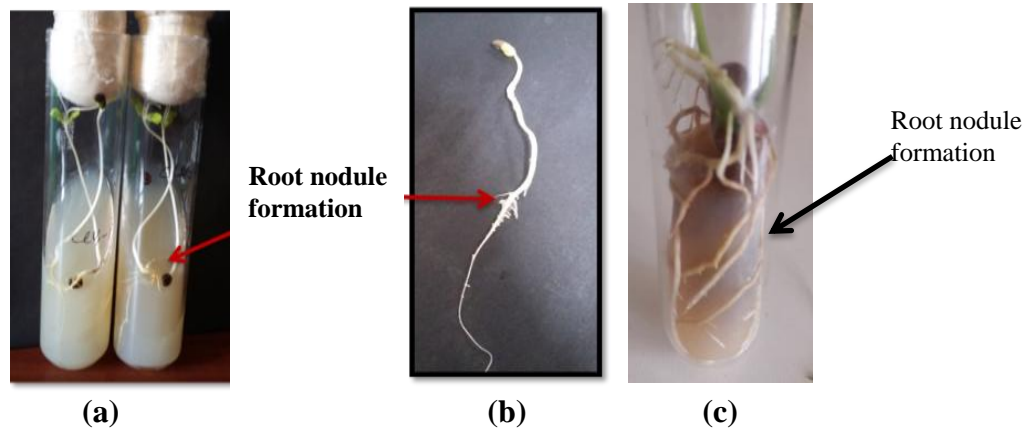 Root nodule
formation
Root nodule
formation
(a)
(b)
(c)